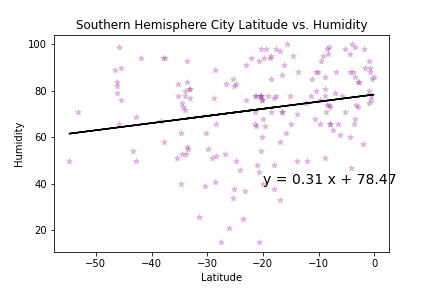 Southern Hemisphere City Latitude vs. Humidity
100
80
60
40
20
Humidity
y = 0.31 x + 78.47
−50
−40
−30
−20
−10
0
Latitude